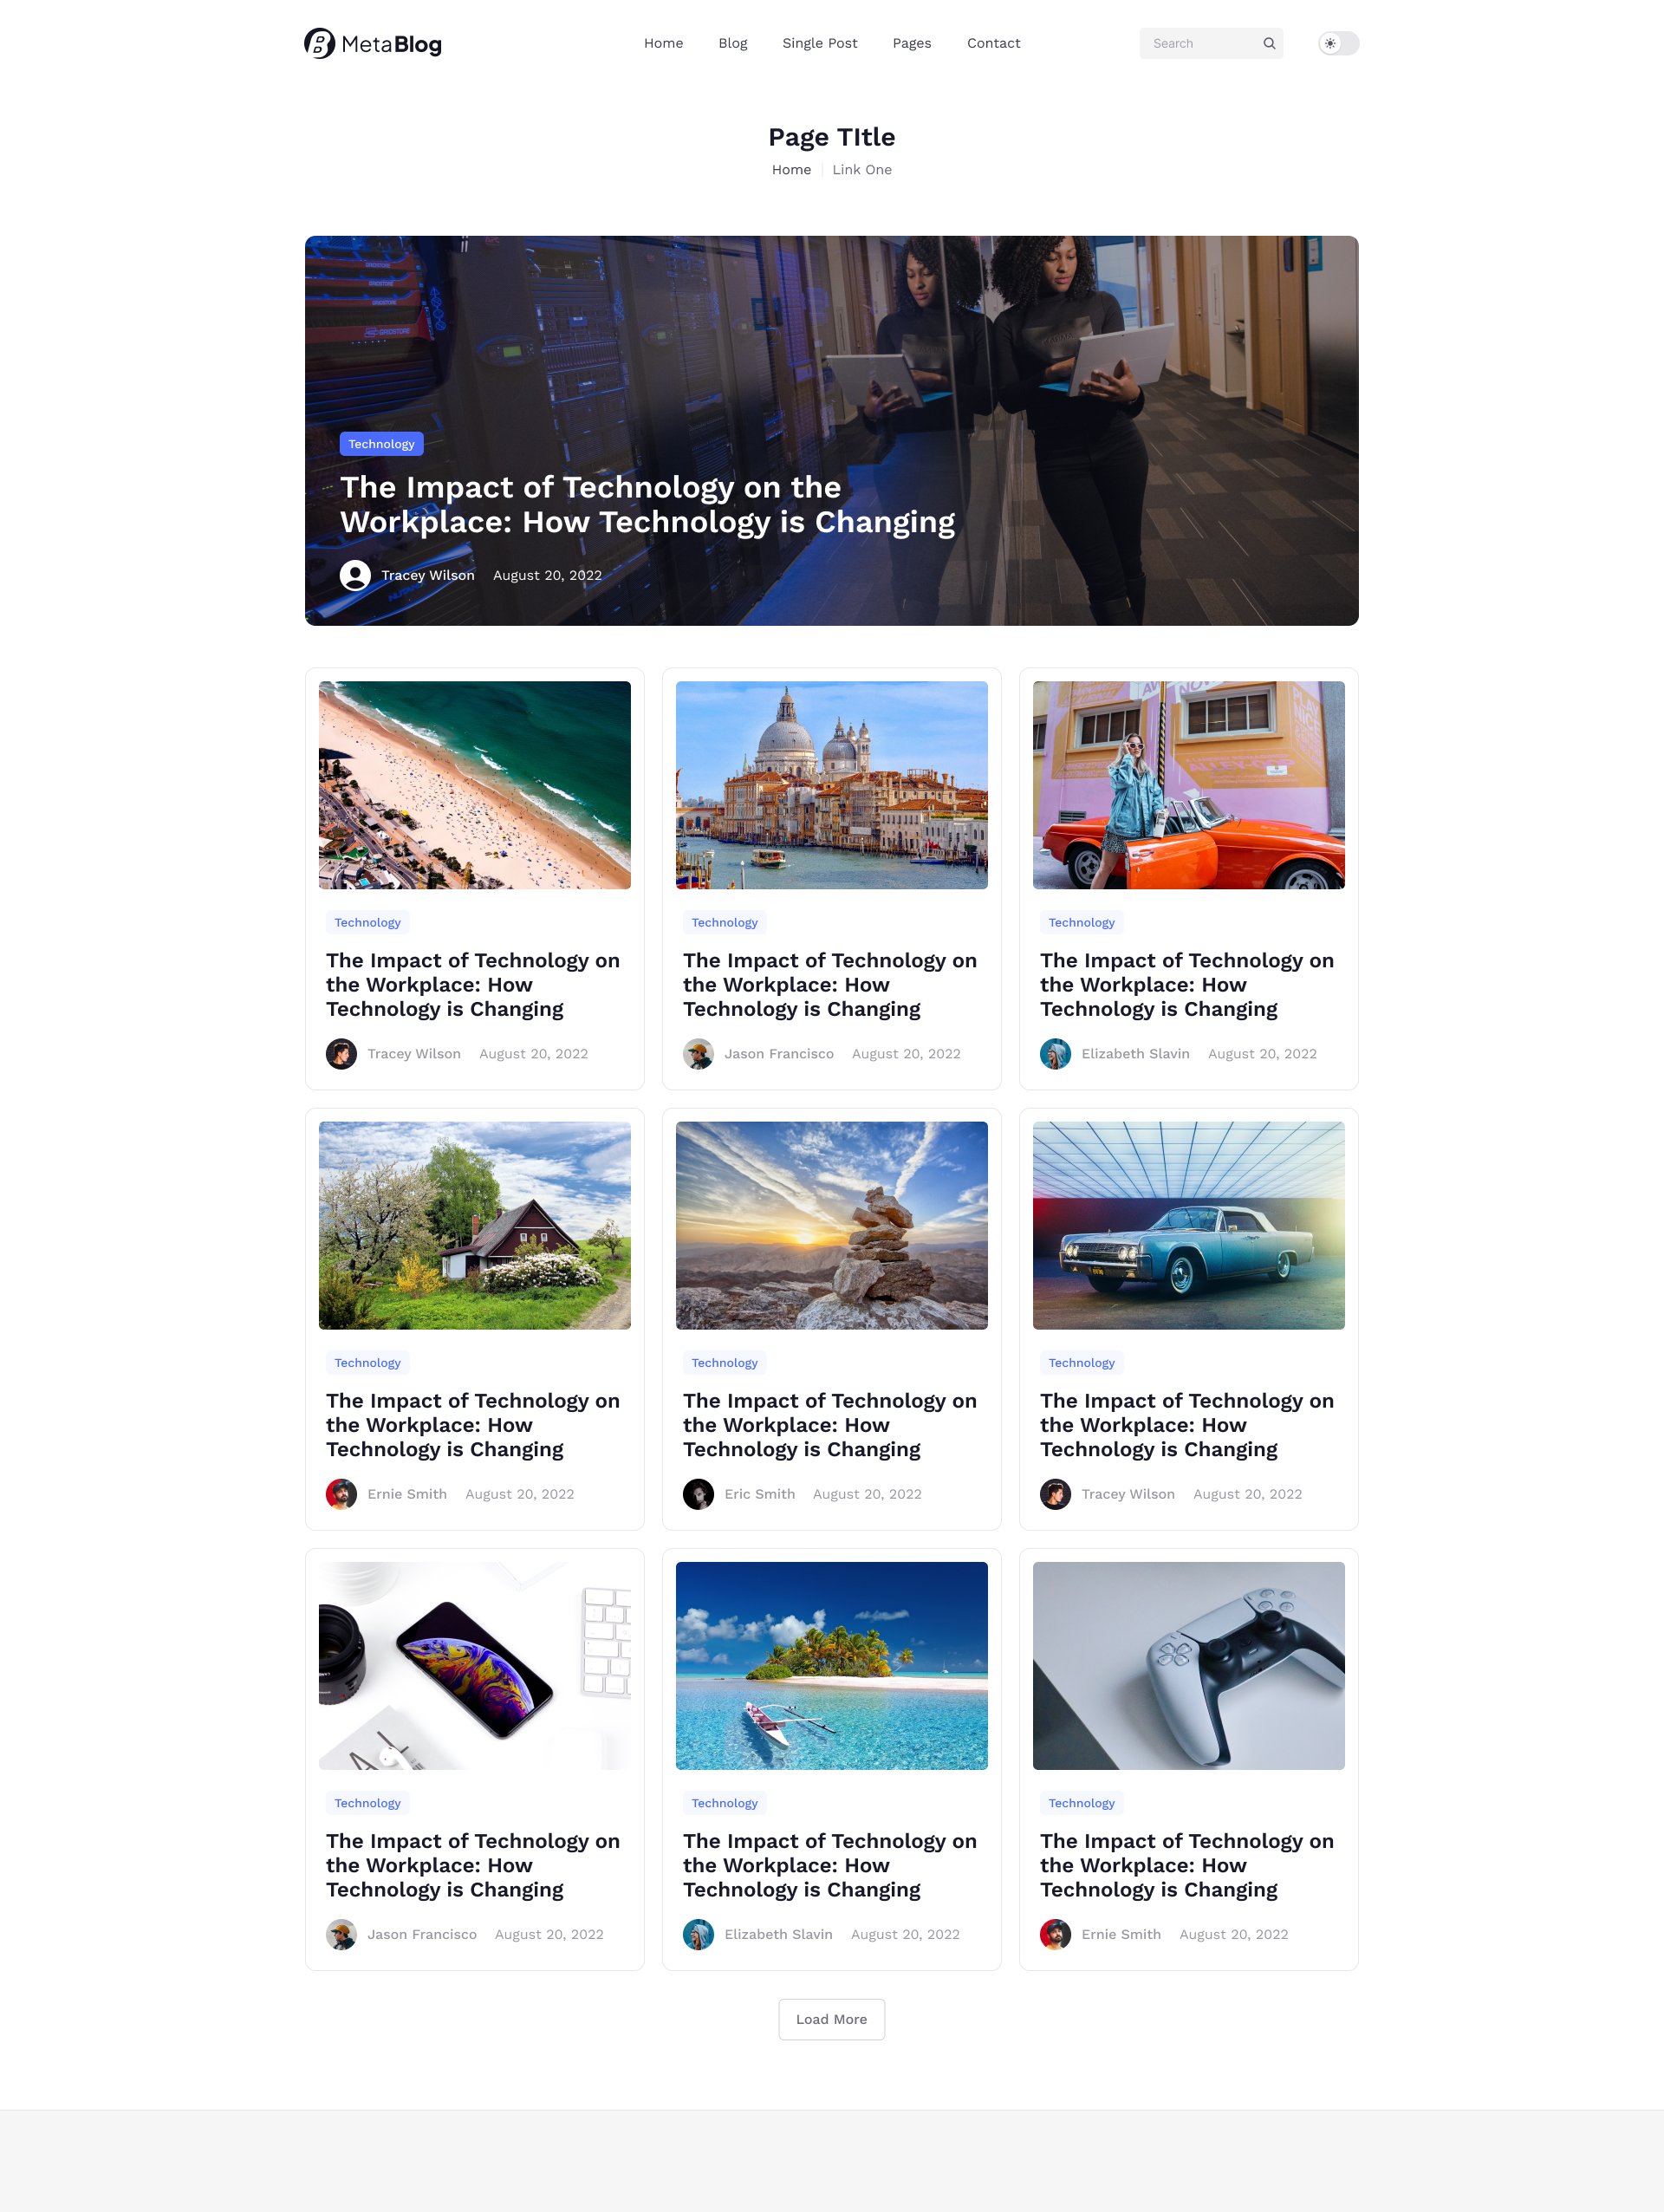 MetaBlog
Home
Blog
Single Post
Pages
Contact
Search
Page TItle
Home
Link One
GRIDSTORE
GRIDSTORE
GRIDSTORE
Technology
The Impact of Technology on the
Workplace: How Technology is Changing
Tracey Wilson
August 20, 2022
Technology
The Impact of Technology on
the Workplace: How
Technology is Changing
Tracey Wilson
August 20, 2022
Technology
The Impact of Technology on
the Workplace: How
Technology is Changing
Jason Francisco
August 20, 2022
Technology
The Impact of Technology on
the Workplace: How
Technology is Changing
Elizabeth Slavin
August 20, 2022
Technology
The Impact of Technology on
the Workplace: How
Technology is Changing
Ernie Smith
August 20, 2022
Technology
The Impact of Technology on
the Workplace: How
Technology is Changing
Eric Smith
August 20, 2022
Technology
The Impact of Technology on
the Workplace: How
Technology is Changing
Tracey Wilson
August 20, 2022
Technology
The Impact of Technology on
the Workplace: How
Technology is Changing
Jason Francisco
August 20, 2022
Technology
The Impact of Technology on
the Workplace: How
Technology is Changing
Elizabeth Slavin
August 20, 2022
Technology
The Impact of Technology on
the Workplace: How
Technology is Changing
Ernie Smith
August 20, 2022
Load More